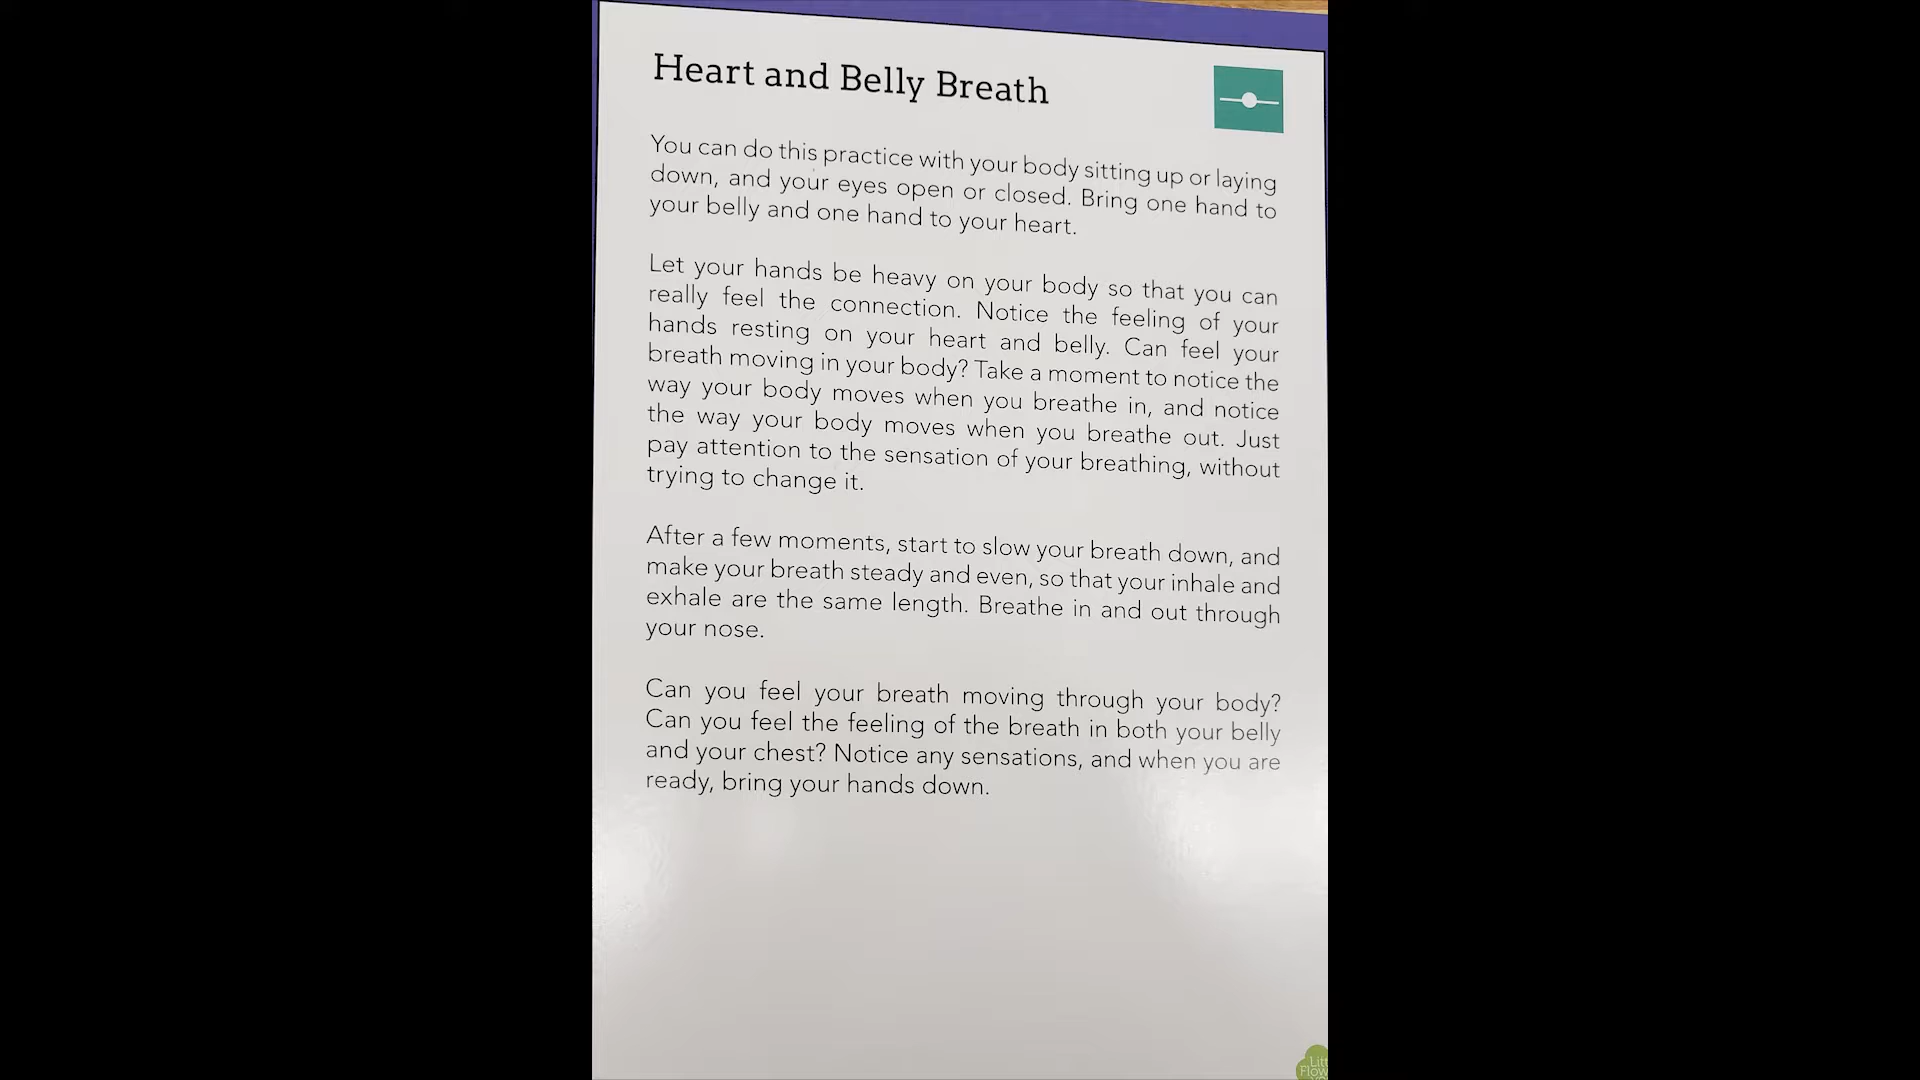 Heart and Belly Breath
You can do this practice with your body sitting up or laying
down, and your eyes open or closed. Bring one hand to
your belly and one hand to your heart.
Let your hands be heavy on your body so that you can
really feel the connection. Notice the feeling of your
hands resting on your heart and belly. Can feel your
breath moving in your body? Take a moment to notice the
way your body moves when you breathe in, and notice
the way your body moves when you breathe out. Just
pay attention to the sensation of your breathing, without
trying to change it.
After a few moments, start to slow your breath down, and
make your breath steady and even, so that your inhale and
exhale are the same length. Breathe in and out through
your nose.
Can you feel your breath moving through your body?
Can you feel the feeling of the breath in both your belly
and your chest? Notice any sensations, and when you are
ready, bring your hands down.